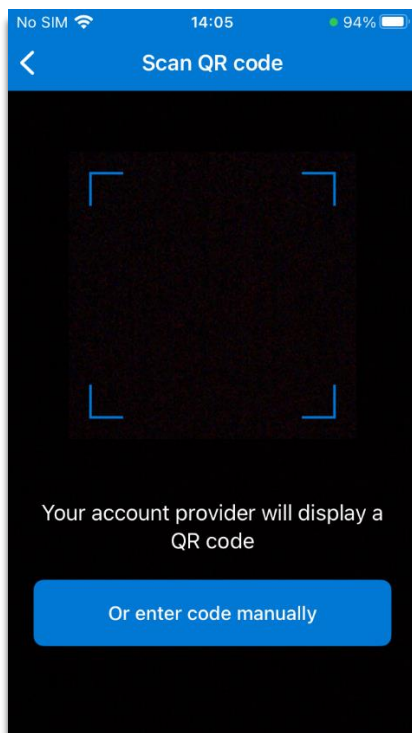 No SIM 14:05 94%
Scan QR code
Your account provider will display a
QR code
Or enter code manually